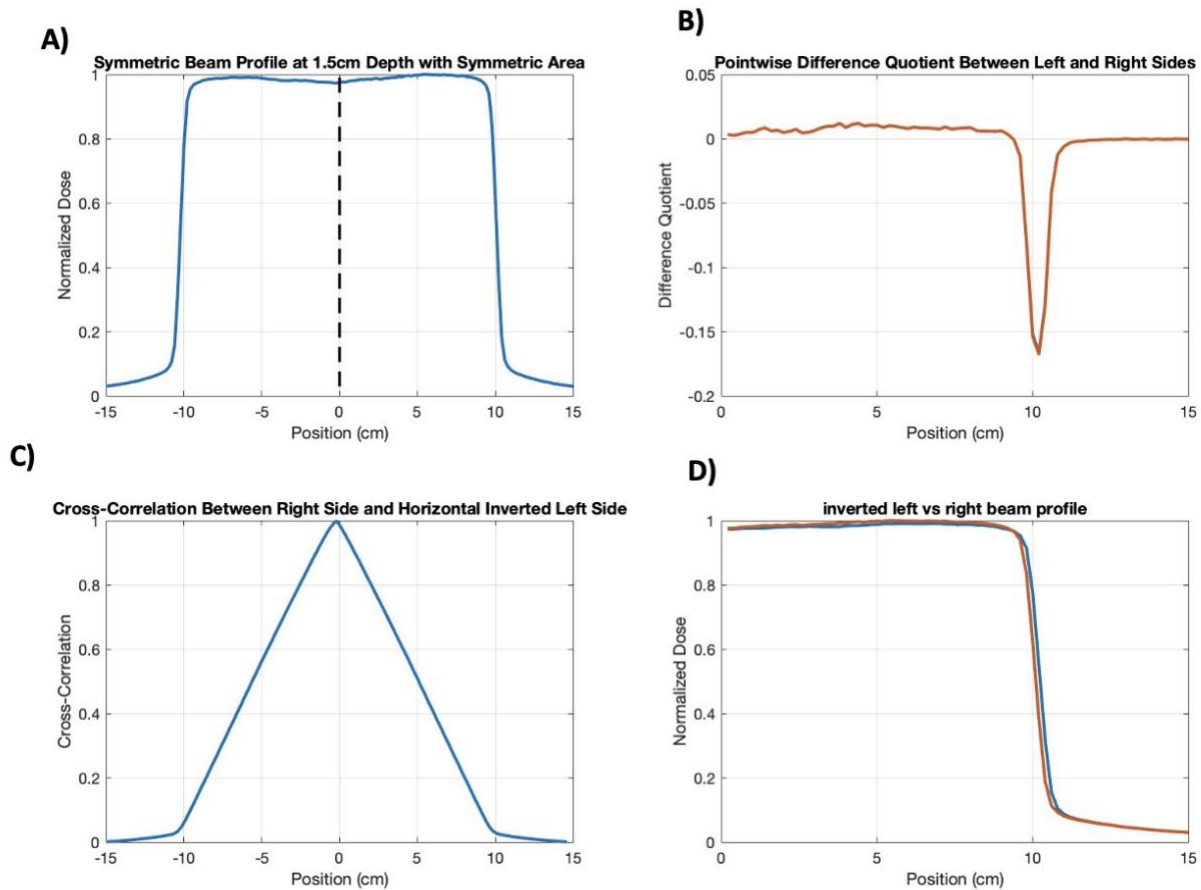 A)
Symmetric Beam Profile at 1.5cm Depth with Symmetric Area
1
0.8
0.6
0.4
0.2
0
Normalized Dose
-15 -10 -5 0 5 10 15
Position (cm)
B)
Pointwise Difference Quotient Between Left and Right Sides
0.05
0
-0.05
-0.1
-0.15
-0.2
Difference Quotient
0 5 10 15
Position (cm)
C)
Cross-Correlation Between Right Side and Horizontal Inverted Left Side
1
0.8
0.6
0.4
0.2
0
Cross-Correlation
-15 -10 -5 0 5 10 15
Position (cm)
D)
inverted left vs right beam profile
1
0.8
0.6
0.4
0.2
0
Normalized Dose
0 5 10 15
Position (cm)